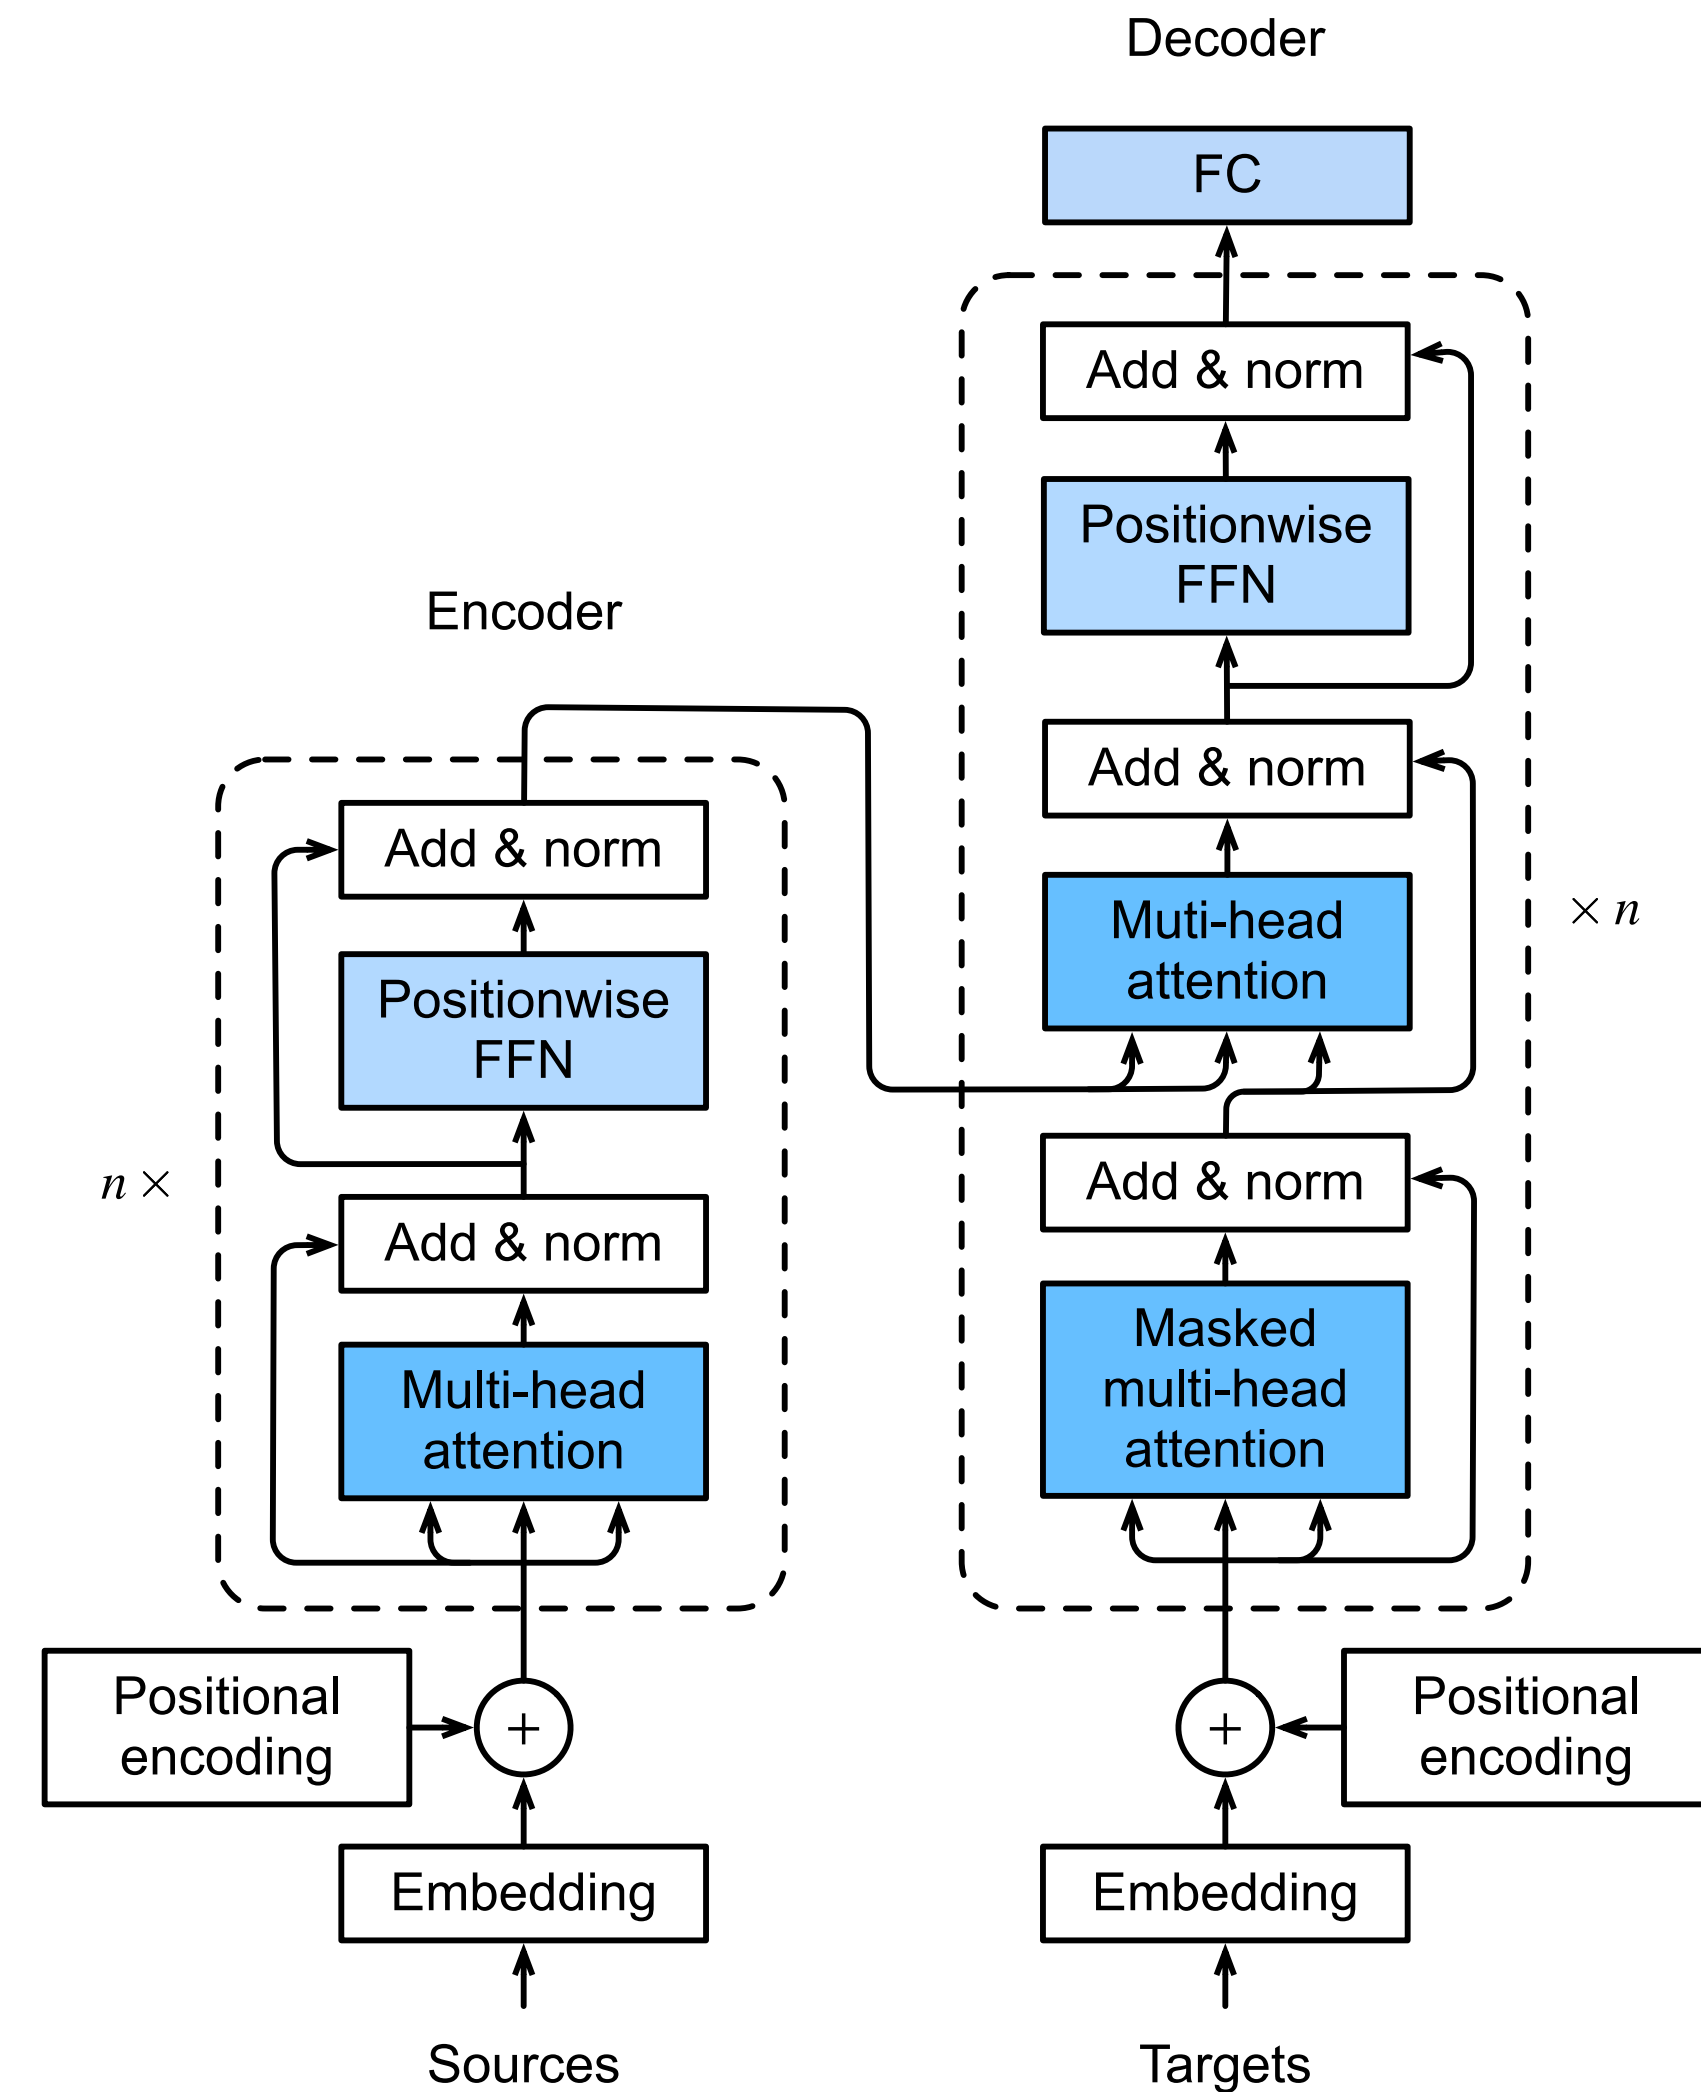 Decoder
FC
Add & norm
Positionwise
FFN
Add & norm
Muti-head
attention
× n
Add & norm
Masked
multi-head
attention
Positional
encoding
+
Embedding
Targets
Encoder
Add & norm
Positionwise
FFN
n ×
Add & norm
Multi-head
attention
Positional
encoding
+
Embedding
Sources